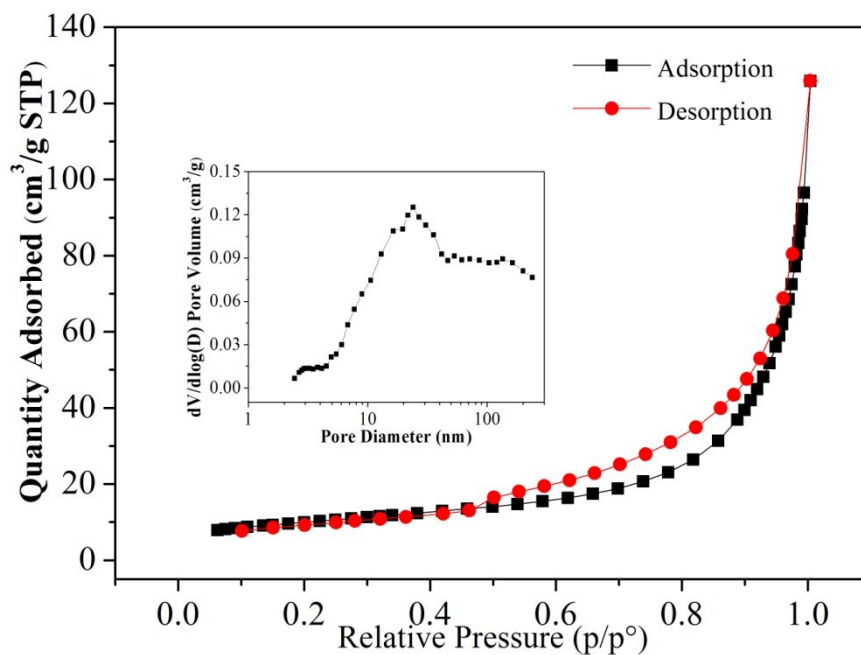 140
120
100
80
60
40
20
0
Quantity Adsorbed (cm³/g STP)
Adsorption
Desorption
0.15
0.12
0.09
0.06
0.03
0.00
dV/dlog(D) Pore Volume (cm³/g)
1 10 100
Pore Diameter (nm)
0.0 0.2 0.4 0.6 0.8 1.0
Relative Pressure (p/p°)